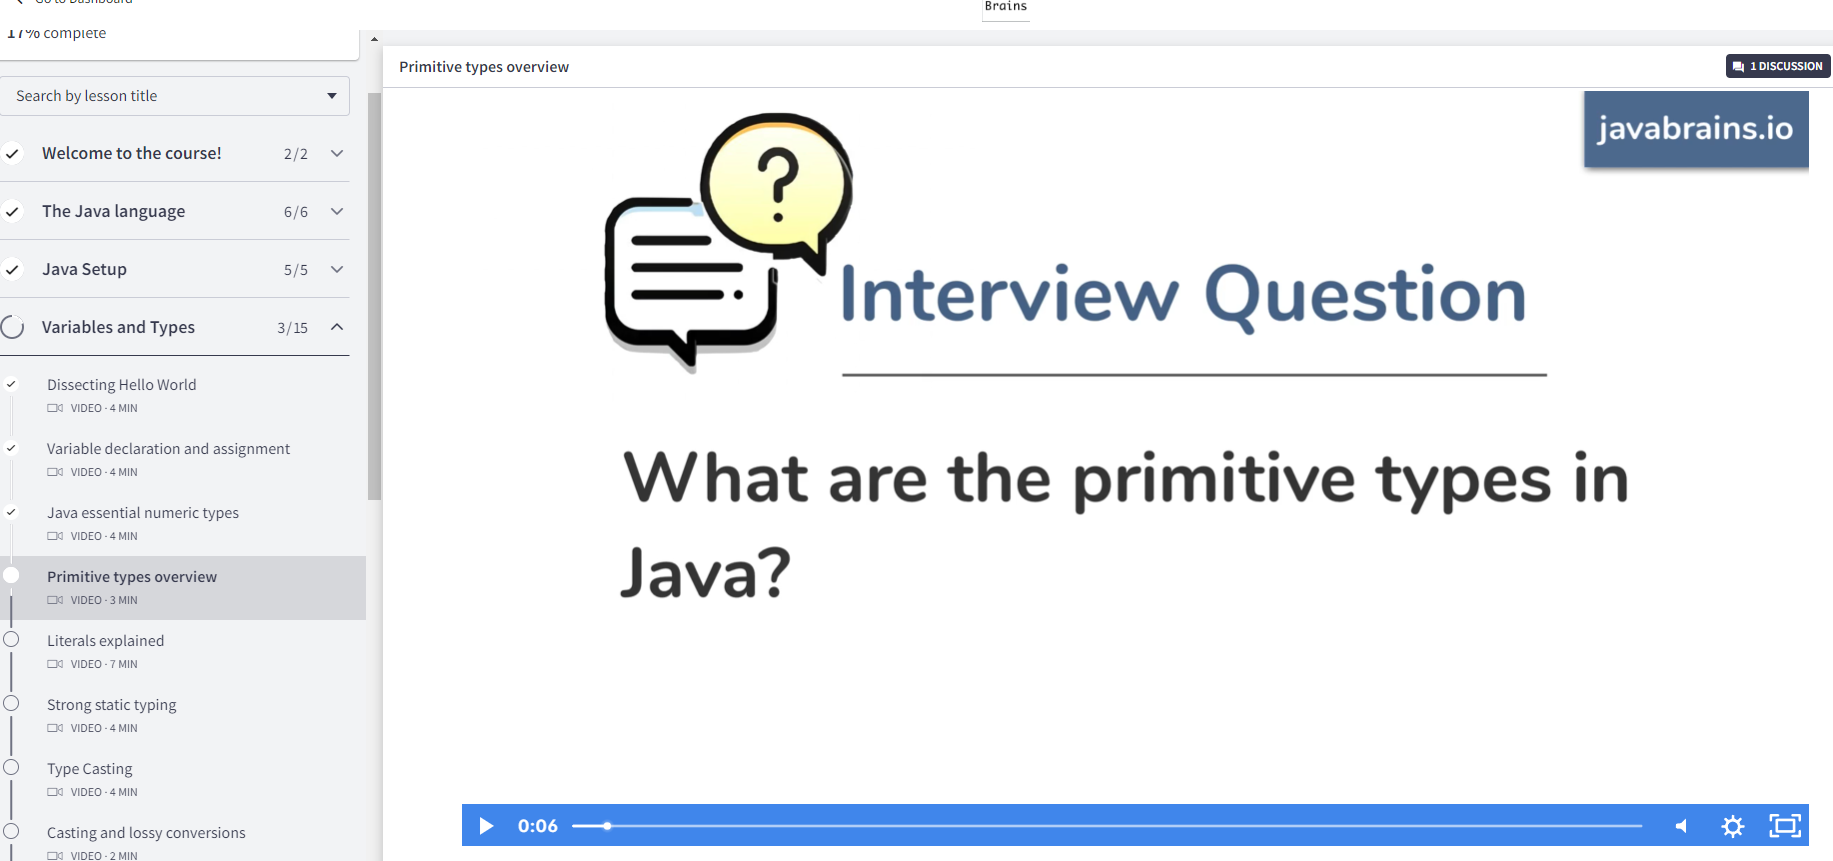 Go to Dashboard
Brains
17% complete
Search by lesson title
Welcome to the course! 2/2
The Java language 6/6
Java Setup 5/5
Variables and Types 3/15
Dissecting Hello World
VIDEO · 4 MIN
Variable declaration and assignment
VIDEO · 4 MIN
Java essential numeric types
VIDEO · 4 MIN
Primitive types overview
VIDEO · 3 MIN
Literals explained
VIDEO · 7 MIN
Strong static typing
VIDEO · 4 MIN
Type Casting
VIDEO · 4 MIN
Casting and lossy conversions
VIDEO · 2 MIN
Primitive types overview
1 DISCUSSION
javabrains.io
?
Interview Question
What are the primitive types in
Java?
0:06